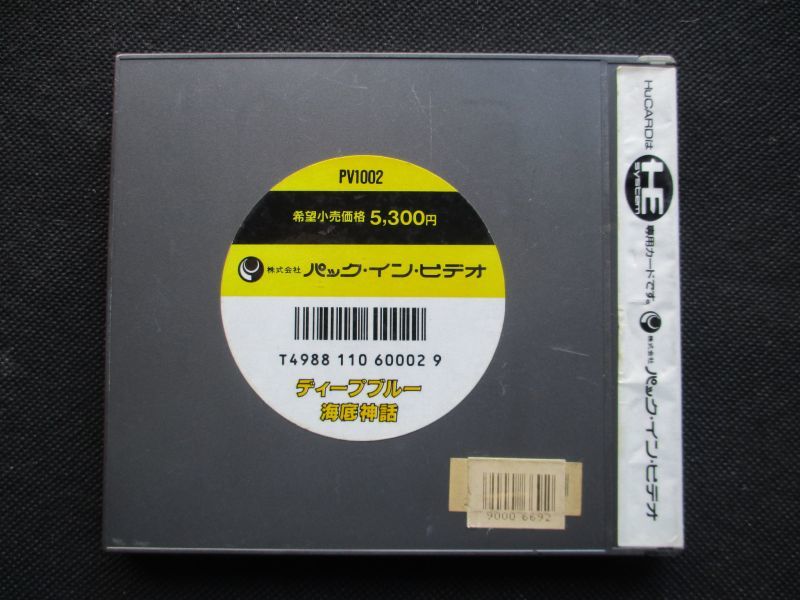 PV1002
希望小売価格 5,300円
株式会社 パック・イン・ビデオ
T4988 110 60002 9
ディープブルー
海底神話
9000 6692
HuCARDは HE system 専用カードです。 株式会社 パック・イン・ビデオ